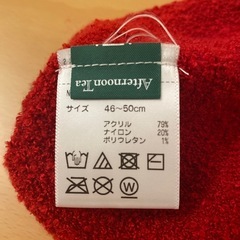 Afternoon Tea
サイズ 46～50cm
アクリル 79%
ナイロン 20%
ポリウレタン 1%
W